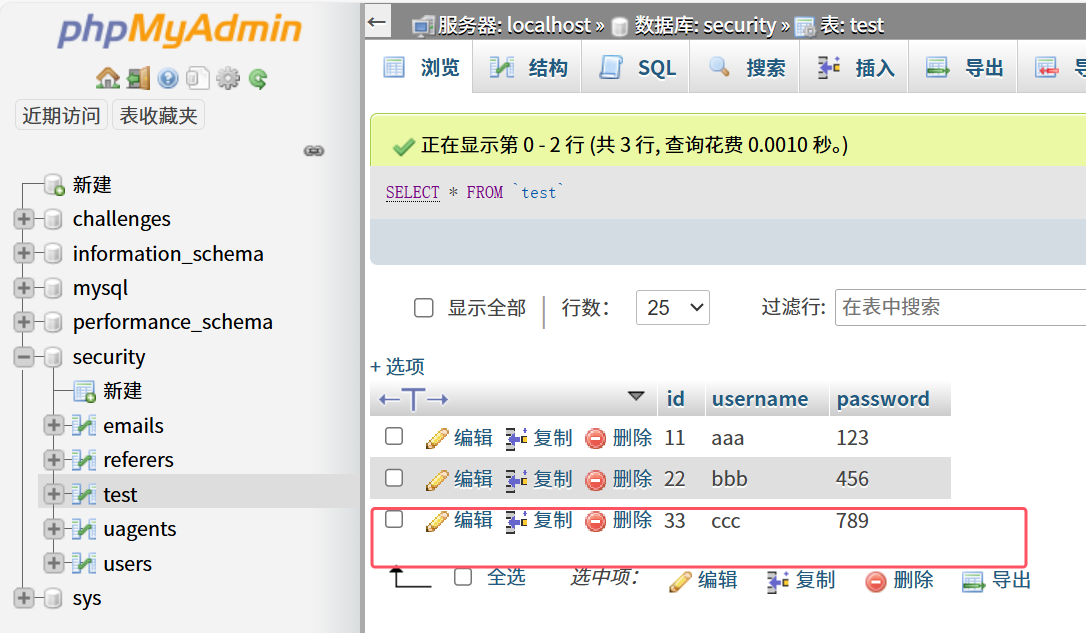 phpMyAdmin
近期访问 表收藏夹
新建
challenges
information_schema
mysql
performance_schema
security
新建
emails
referers
test
uagents
users
sys
服务器: localhost » 数据库: security » 表: test
浏览 结构 SQL 搜索 插入 导出
正在显示第 0 - 2 行 (共 3 行, 查询花费 0.0010 秒。)
SELECT * FROM `test`
显示全部 行数: 25 过滤行: 在表中搜索
+ 选项
←T→ id username password
编辑 复制 删除 11 aaa 123
编辑 复制 删除 22 bbb 456
编辑 复制 删除 33 ccc 789
全选 选中项: 编辑 复制 删除 导出